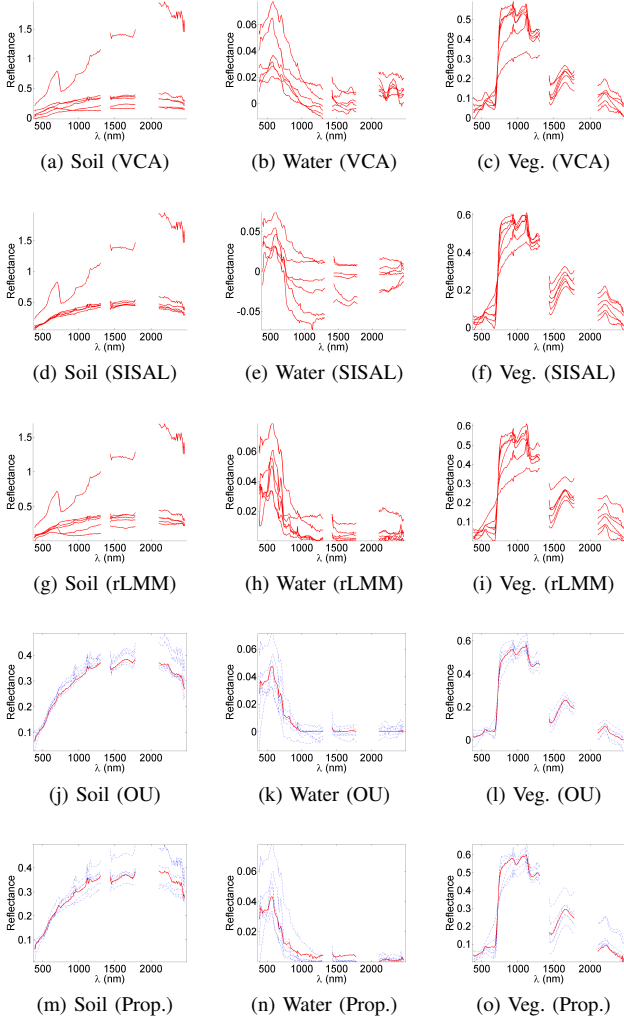 Reflectance
1.5
1
0.5
0
500 1000 1500 2000
λ (nm)
(a) Soil (VCA)
Reflectance
0.06
0.04
0.02
0
500 1000 1500 2000
λ (nm)
(b) Water (VCA)
Reflectance
0.5
0.4
0.3
0.2
0.1
0
500 1000 1500 2000
λ (nm)
(c) Veg. (VCA)
Reflectance
1.5
1
0.5
500 1000 1500 2000
λ (nm)
(d) Soil (SISAL)
Reflectance
0.05
0
-0.05
500 1000 1500 2000
λ (nm)
(e) Water (SISAL)
Reflectance
0.6
0.4
0.2
0
500 1000 1500 2000
λ (nm)
(f) Veg. (SISAL)
Reflectance
1.5
1
0.5
500 1000 1500 2000
λ (nm)
(g) Soil (rLMM)
Reflectance
0.06
0.04
0.02
500 1000 1500 2000
λ (nm)
(h) Water (rLMM)
Reflectance
0.6
0.5
0.4
0.3
0.2
0.1
500 1000 1500 2000
λ (nm)
(i) Veg. (rLMM)
Reflectance
0.4
0.3
0.2
0.1
500 1000 1500 2000
λ (nm)
(j) Soil (OU)
Reflectance
0.06
0.04
0.02
0
500 1000 1500 2000
λ (nm)
(k) Water (OU)
Reflectance
0.6
0.4
0.2
0
500 1000 1500 2000
λ (nm)
(l) Veg. (OU)
Reflectance
0.4
0.3
0.2
0.1
500 1000 1500 2000
λ (nm)
(m) Soil (Prop.)
Reflectance
0.06
0.04
0.02
500 1000 1500 2000
λ (nm)
(n) Water (Prop.)
Reflectance
0.6
0.5
0.4
0.3
0.2
0.1
0
500 1000 1500 2000
λ (nm)
(o) Veg. (Prop.)